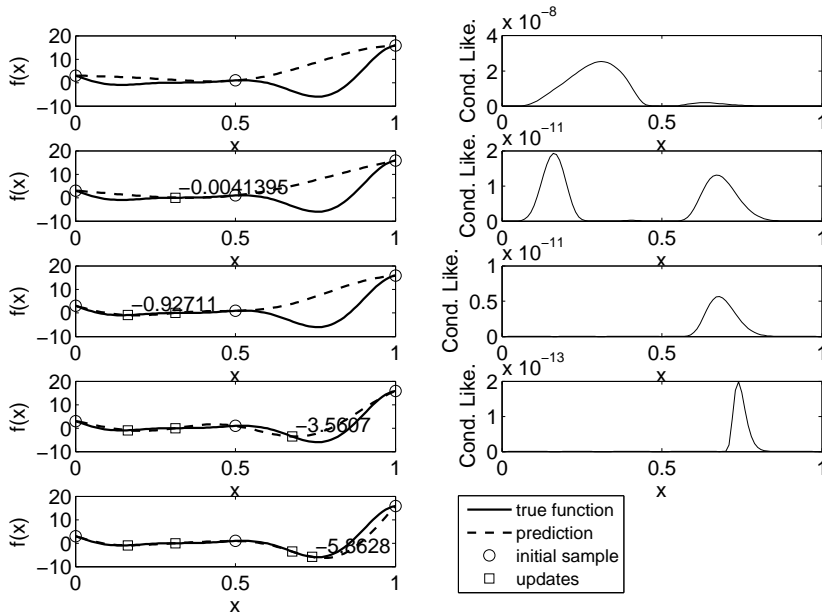 20
10
0
−10
f(x)
0 0.5 1
x
x 10−8
4
2
0
Cond. Like.
0 0.5 1
x 10−11
20
10
0
−10
f(x)
−0.0041395
0 0.5 1
x
2
1
0
Cond. Like.
0 0.5 1
x
x 10−11
20
10
0
−10
f(x)
−0.92711
0 0.5 1
x
1
0.5
0
Cond. Like.
0 0.5 1
x 10−13
20
10
0
−10
f(x)
−3.5607
0 0.5 1
x
2
1
0
Cond. Like.
0 0.5 1
x
20
10
0
−10
f(x)
−5.8628
0 0.5 1
x
true function
prediction
initial sample
updates